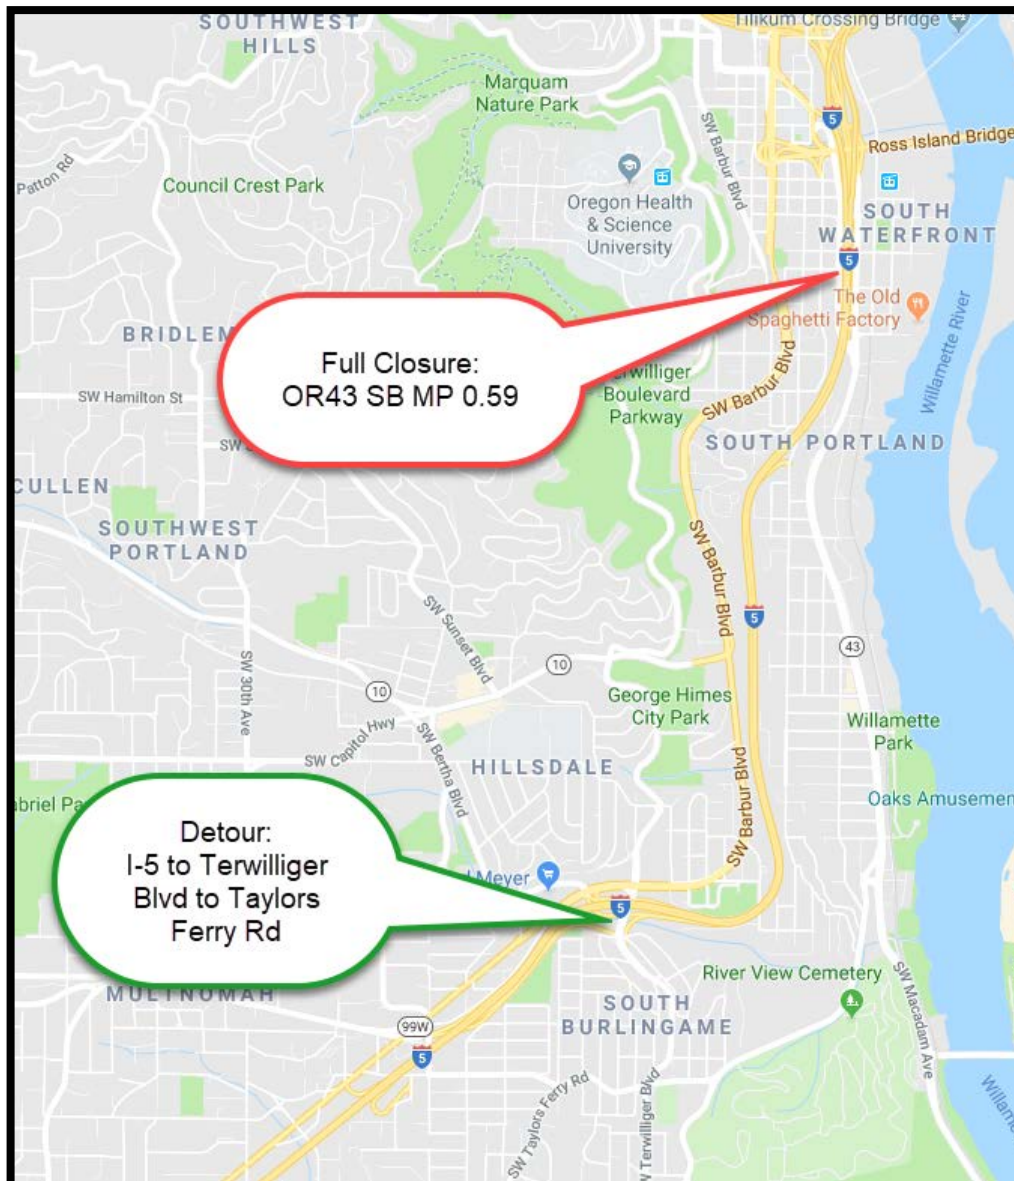 SOUTHWEST
HILLS
Tilikum Crossing Bridge
Marquam
Nature Park
5
Ross Island Bridge
Patton Rd
SW Barbur Blvd
Council Crest Park
Oregon Health
& Science
University
SOUTH
WATERFRONT
5
The Old
Spaghetti Factory
Willamette River
BRIDLEM
Full Closure:
OR43 SB MP 0.59
erwilliger
Boulevard
Parkway
SW Barbur Blvd
SW Hamilton St
SW
SOUTH PORTLAND
CULLEN
SOUTHWEST
PORTLAND
SW Barbur Blvd
SW Sunset Blvd
5
SW 30th Ave
10
43
10
George Himes
City Park
Willamette
Park
SW Capitol Hwy
SW Bertha Blvd
HILLSDALE
SW Barbur Blvd
Oaks Amusemen
abriel Pa
Detour:
I-5 to Terwilliger
Blvd to Taylors
Ferry Rd
Meyer
5
MULTNOMAH
River View Cemetery
SOUTH
BURLINGAME
SW Macadam Ave
99W
5
SW Taylors Ferry Rd
W Terwilliger Blvd
Willam